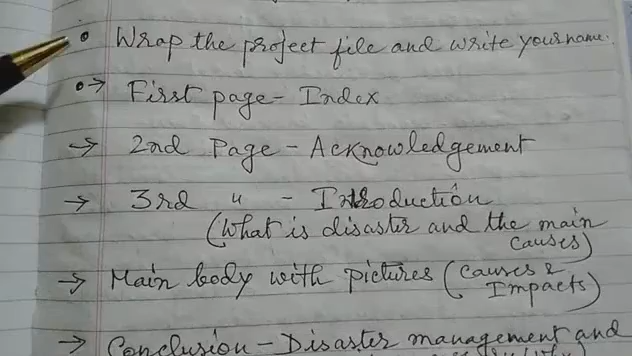 • Wrap the project file and write your name.
•→ First page - Index
→ 2nd Page - Acknowledgement
→ 3rd " - Introduction
(What is disaster and the main
causes)
→ Main body with pictures (causes &
Impacts)
→ Conclusion - Disaster management and